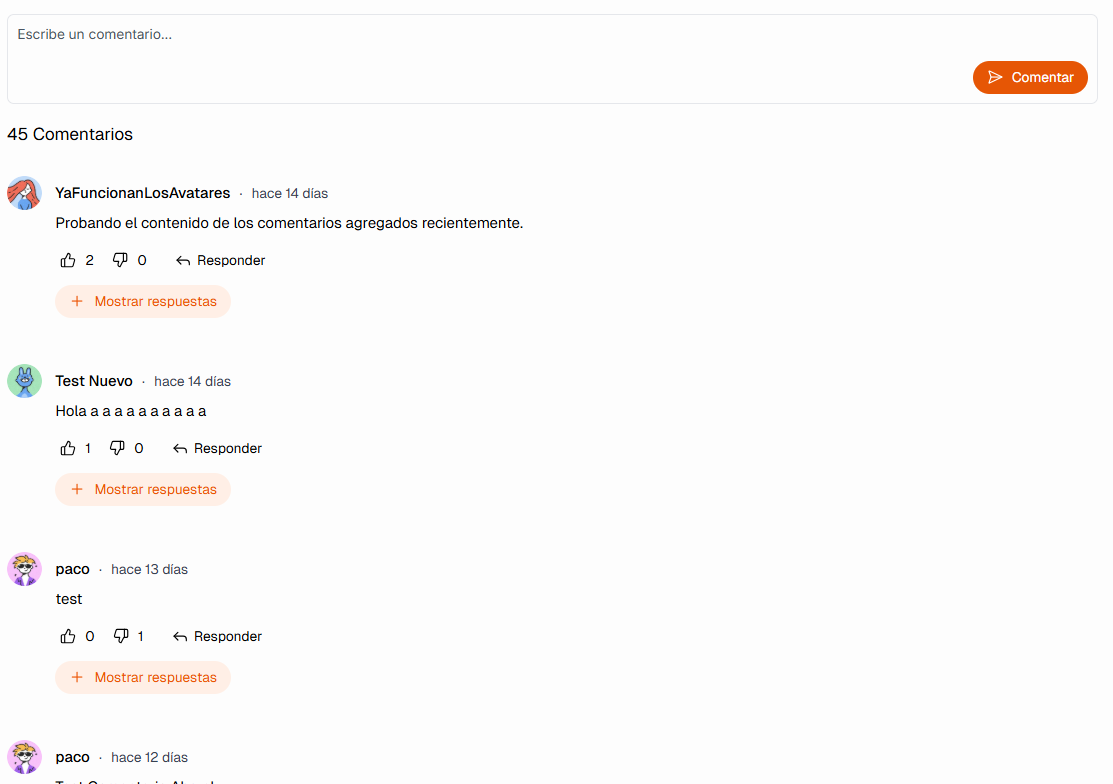 Escribe un comentario...
Comentar
45 Comentarios
YaFuncionanLosAvatares · hace 14 días
Probando el contenido de los comentarios agregados recientemente.
2 0 Responder
+ Mostrar respuestas
Test Nuevo · hace 14 días
Hola a a a a a a a a a a
1 0 Responder
+ Mostrar respuestas
paco · hace 13 días
test
0 1 Responder
+ Mostrar respuestas
paco · hace 12 días